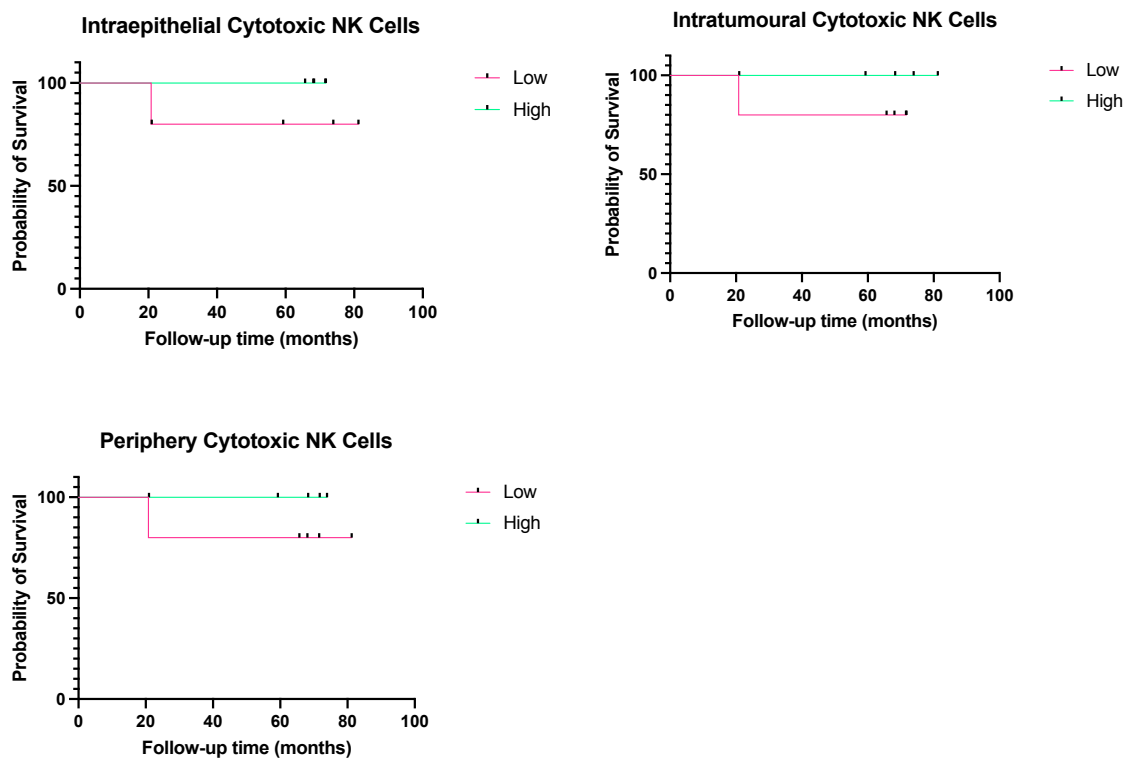 Intraepithelial Cytotoxic NK Cells
Probability of Survival
100
50
0
0 20 40 60 80 100
Follow-up time (months)
Low
High
Intratumoural Cytotoxic NK Cells
Probability of Survival
100
50
0
0 20 40 60 80 100
Follow-up time (months)
Low
High
Periphery Cytotoxic NK Cells
Probability of Survival
100
50
0
0 20 40 60 80 100
Follow-up time (months)
Low
High